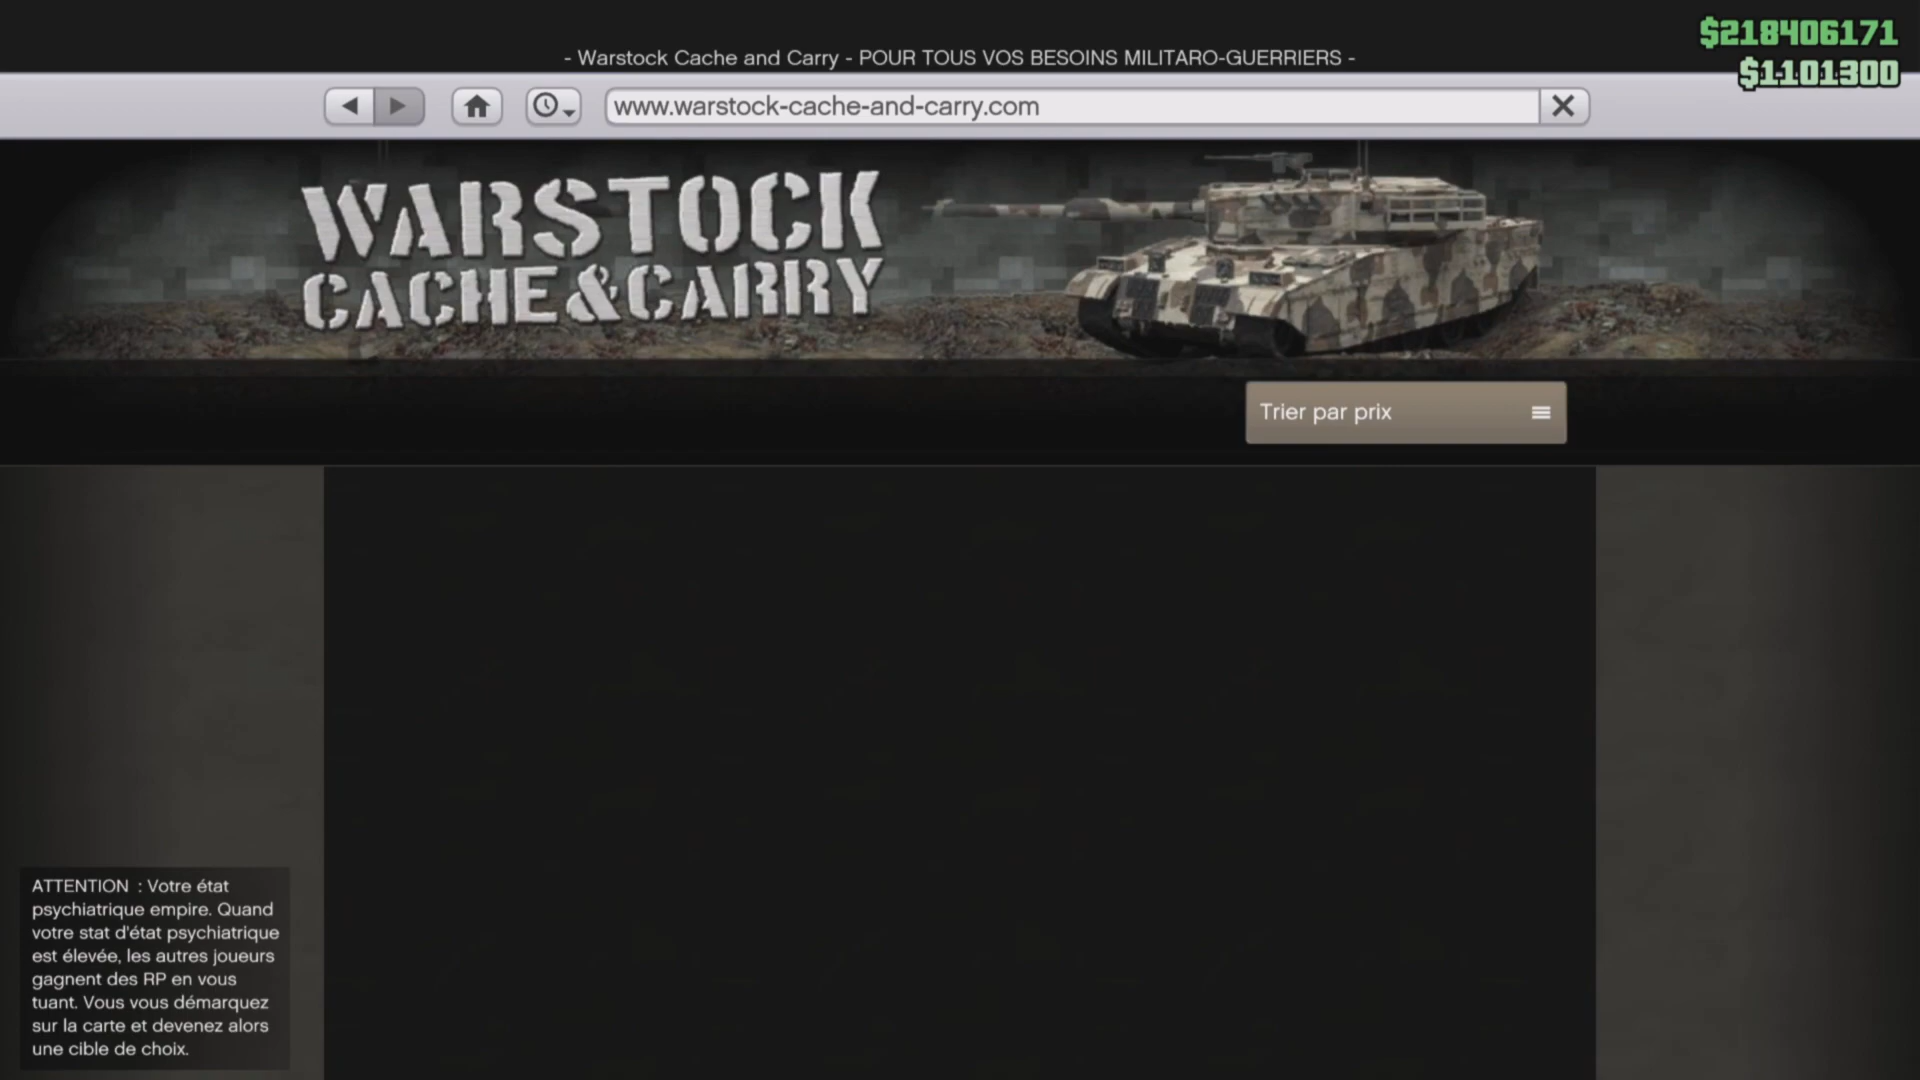 $218406171
- Warstock Cache and Carry - POUR TOUS VOS BESOINS MILITARO-GUERRIERS -
$1101300
www.warstock-cache-and-carry.com
WARSTOCK
CACHE&CARRY
Trier par prix
ATTENTION : Votre état
psychiatrique empire. Quand
votre stat d'état psychiatrique
est élevée, les autres joueurs
gagnent des RP en vous
tuant. Vous vous démarquez
sur la carte et devenez alors
une cible de choix.